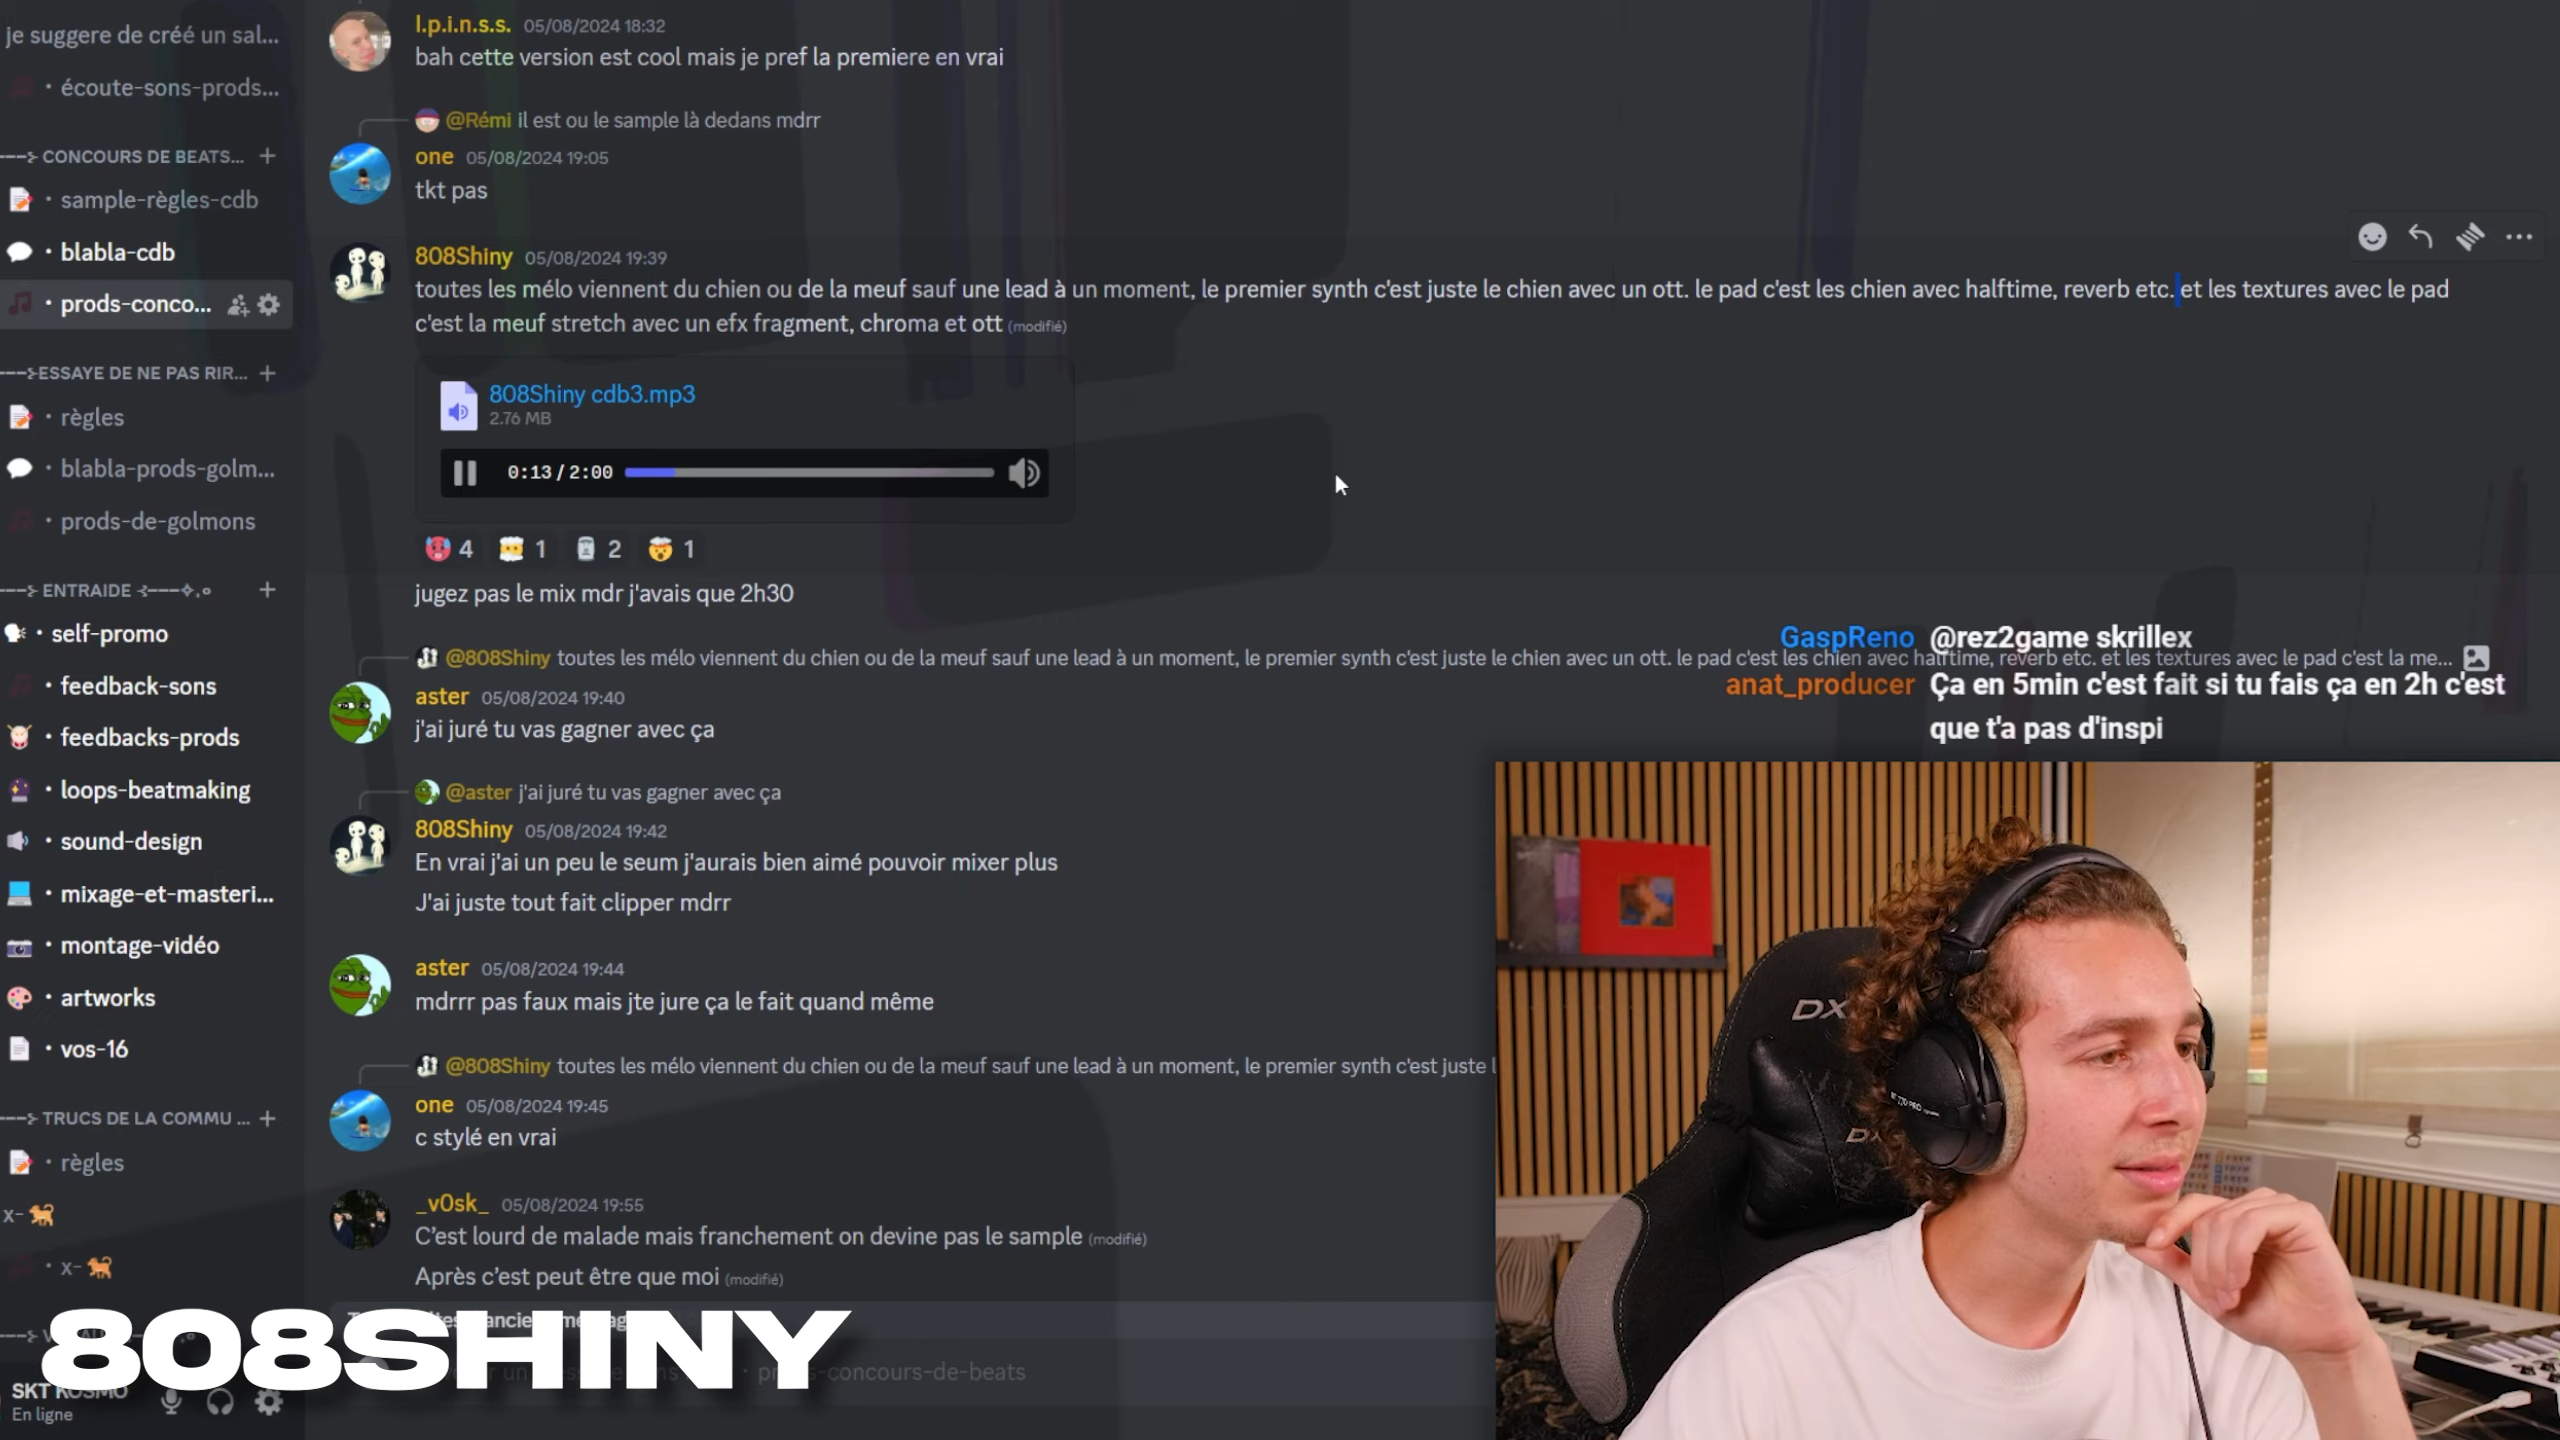 je suggere de créé un sal...
• écoute-sons-prods...
CONCOURS DE BEATS... +
• sample-règles-cdb
• blabla-cdb
• prods-conco...
ESSAYE DE NE PAS RIR... +
• règles
• blabla-prods-golm...
• prods-de-golmons
ENTRAIDE +
• self-promo
• feedback-sons
• feedbacks-prods
• loops-beatmaking
• sound-design
• mixage-et-masteri...
• montage-vidéo
• artworks
• vos-16
TRUCS DE LA COMMU ... +
• règles
x-
• x-
SKT KOSMO
En ligne
l.p.i.n.s.s. 05/08/2024 18:32
bah cette version est cool mais je pref la premiere en vrai
@Rémi il est ou le sample là dedans mdrr
one 05/08/2024 19:05
tkt pas
808Shiny 05/08/2024 19:39
toutes les mélo viennent du chien ou de la meuf sauf une lead à un moment, le premier synth c'est juste le chien avec un ott. le pad c'est les chien avec halftime, reverb etc. et les textures avec le pad
c'est la meuf stretch avec un efx fragment, chroma et ott (modifié)
808Shiny cdb3.mp3
2.76 MB
0:13 / 2:00
4 1 2 1
jugez pas le mix mdr j'avais que 2h30
@808Shiny toutes les mélo viennent du chien ou de la meuf sauf une lead à un moment, le premier synth c'est juste le chien avec un ott. le pad c'est les chien avec halftime, reverb etc. et les textures avec le pad c'est la me...
aster 05/08/2024 19:40
j'ai juré tu vas gagner avec ça
@aster j'ai juré tu vas gagner avec ça
808Shiny 05/08/2024 19:42
En vrai j'ai un peu le seum j'aurais bien aimé pouvoir mixer plus
J'ai juste tout fait clipper mdrr
aster 05/08/2024 19:44
mdrrr pas faux mais jte jure ça le fait quand même
@808Shiny toutes les mélo viennent du chien ou de la meuf sauf une lead à un moment, le premier synth c'est juste l
one 05/08/2024 19:45
c stylé en vrai
_v0sk_ 05/08/2024 19:55
C'est lourd de malade mais franchement on devine pas le sample (modifié)
Après c'est peut être que moi (modifié)
• prods-concours-de-beats
GaspReno @rez2game skrillex
anat_producer Ça en 5min c'est fait si tu fais ça en 2h c'est
que t'a pas d'inspi
DX
DX
808SHINY